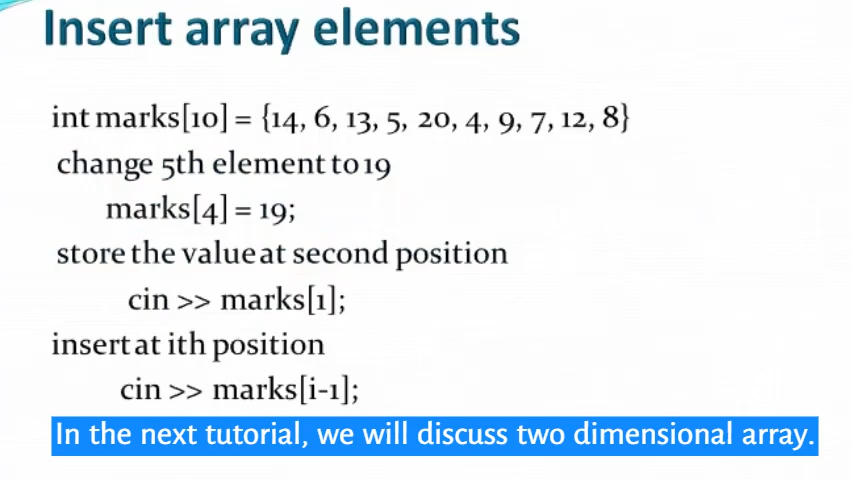 Insert array elements
int marks[10] = {14, 6, 13, 5, 20, 4, 9, 7, 12, 8}
change 5th element to 19
marks[4] = 19;
store the value at second position
cin >> marks[1];
insert at ith position
cin >> marks[i-1];
In the next tutorial, we will discuss two dimensional array.